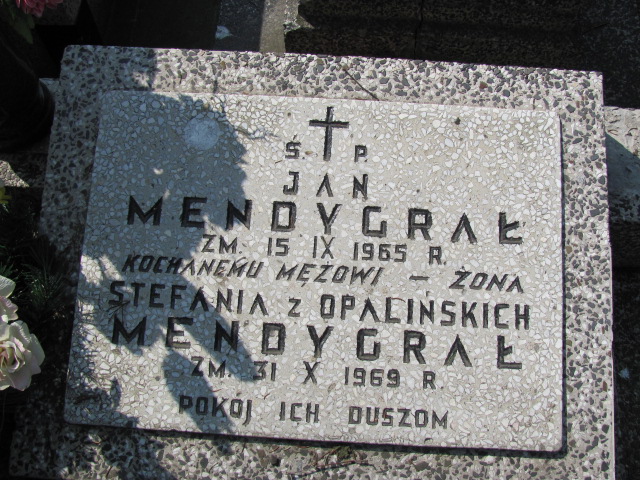 Ś. P.
JAN
MENDYGRAŁ
ZM. 15 IX 1965 R.
KOCHANEMU MĘŻOWI – ŻONA
STEFANIA z OPALIŃSKICH
MENDYGRAŁ
ZM. 31 X 1969 R.
POKÓJ ICH DUSZOM